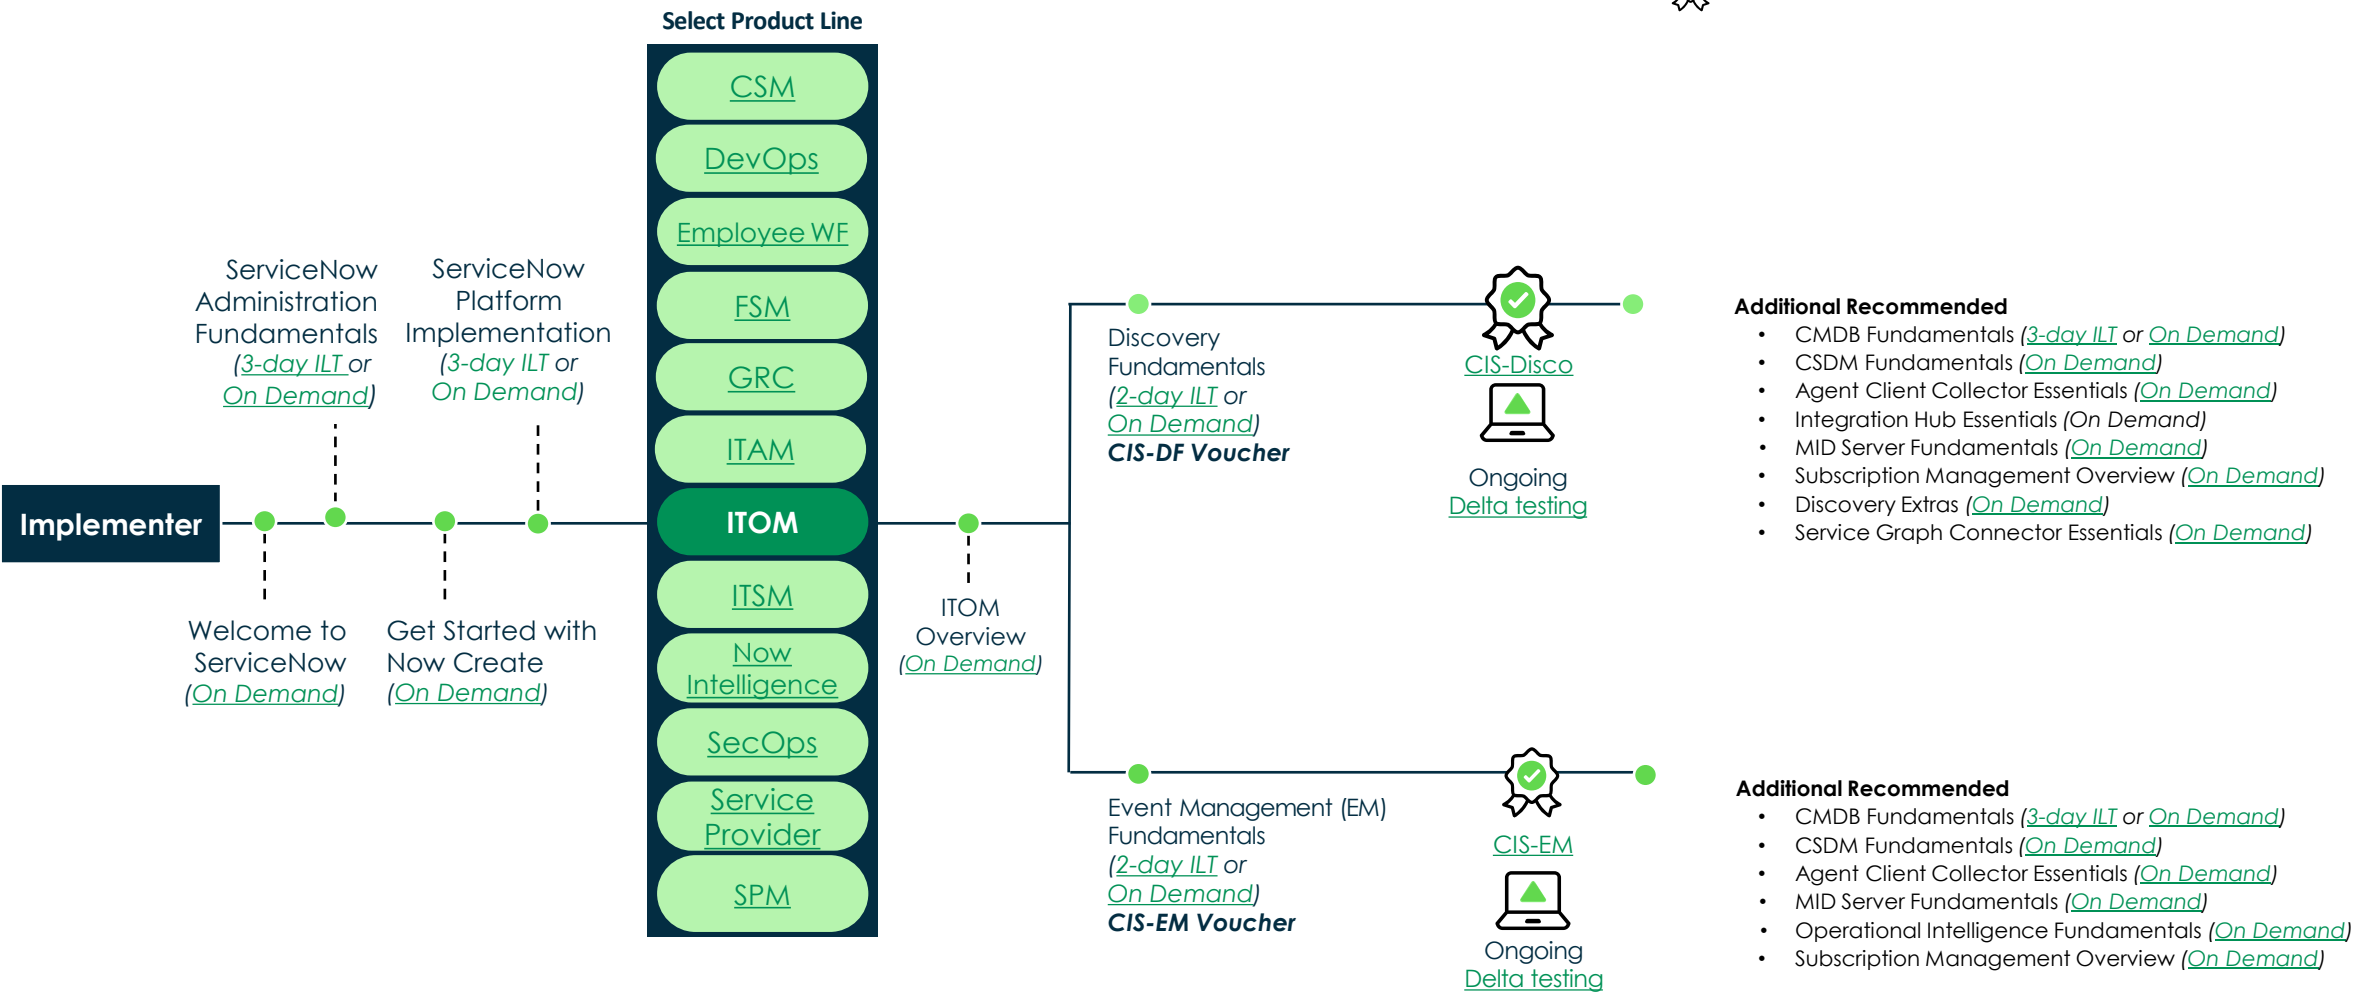 Select Product Line
CSM
DevOps
Employee WF
FSM
GRC
ITAM
ITOM
ITSM
Now
Intelligence
SecOps
Service
Provider
SPM
Implementer
ServiceNow
Administration
Fundamentals
(3-day ILT or
On Demand)
ServiceNow
Platform
Implementation
(3-day ILT or
On Demand)
Welcome to
ServiceNow
(On Demand)
Get Started with
Now Create
(On Demand)
ITOM
Overview
(On Demand)
Discovery
Fundamentals
(2-day ILT or
On Demand)
CIS-DF Voucher
CIS-Disco
Ongoing
Delta testing
Additional Recommended
• CMDB Fundamentals (3-day ILT or On Demand)
• CSDM Fundamentals (On Demand)
• Agent Client Collector Essentials (On Demand)
• Integration Hub Essentials (On Demand)
• MID Server Fundamentals (On Demand)
• Subscription Management Overview (On Demand)
• Discovery Extras (On Demand)
• Service Graph Connector Essentials (On Demand)
Event Management (EM)
Fundamentals
(2-day ILT or
On Demand)
CIS-EM Voucher
CIS-EM
Ongoing
Delta testing
Additional Recommended
• CMDB Fundamentals (3-day ILT or On Demand)
• CSDM Fundamentals (On Demand)
• Agent Client Collector Essentials (On Demand)
• MID Server Fundamentals (On Demand)
• Operational Intelligence Fundamentals (On Demand)
• Subscription Management Overview (On Demand)